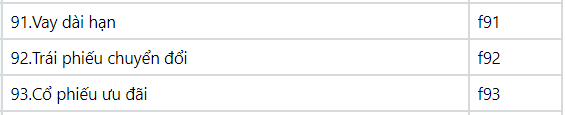 91.Vay dài hạn f91
92.Trái phiếu chuyển đổi f92
93.Cổ phiếu ưu đãi f93